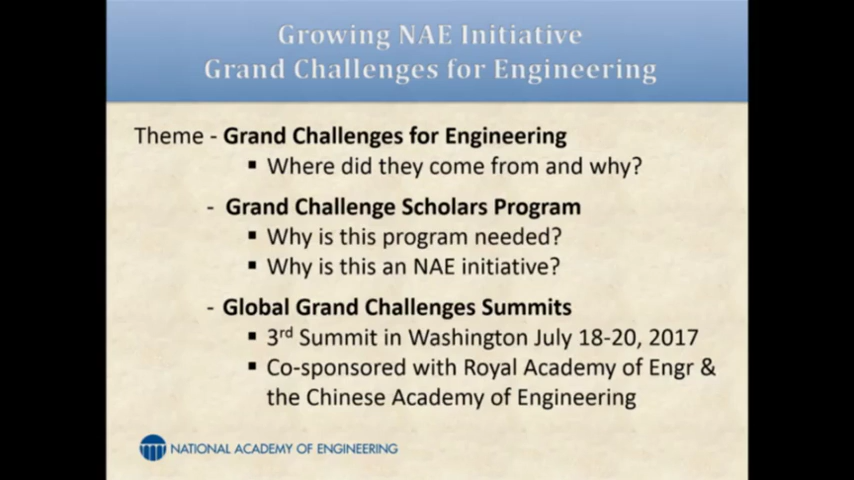 Growing NAE Initiative
Grand Challenges for Engineering
Theme - Grand Challenges for Engineering
▪ Where did they come from and why?
- Grand Challenge Scholars Program
▪ Why is this program needed?
▪ Why is this an NAE initiative?
- Global Grand Challenges Summits
▪ 3rd Summit in Washington July 18-20, 2017
▪ Co-sponsored with Royal Academy of Engr &
the Chinese Academy of Engineering
NATIONAL ACADEMY OF ENGINEERING